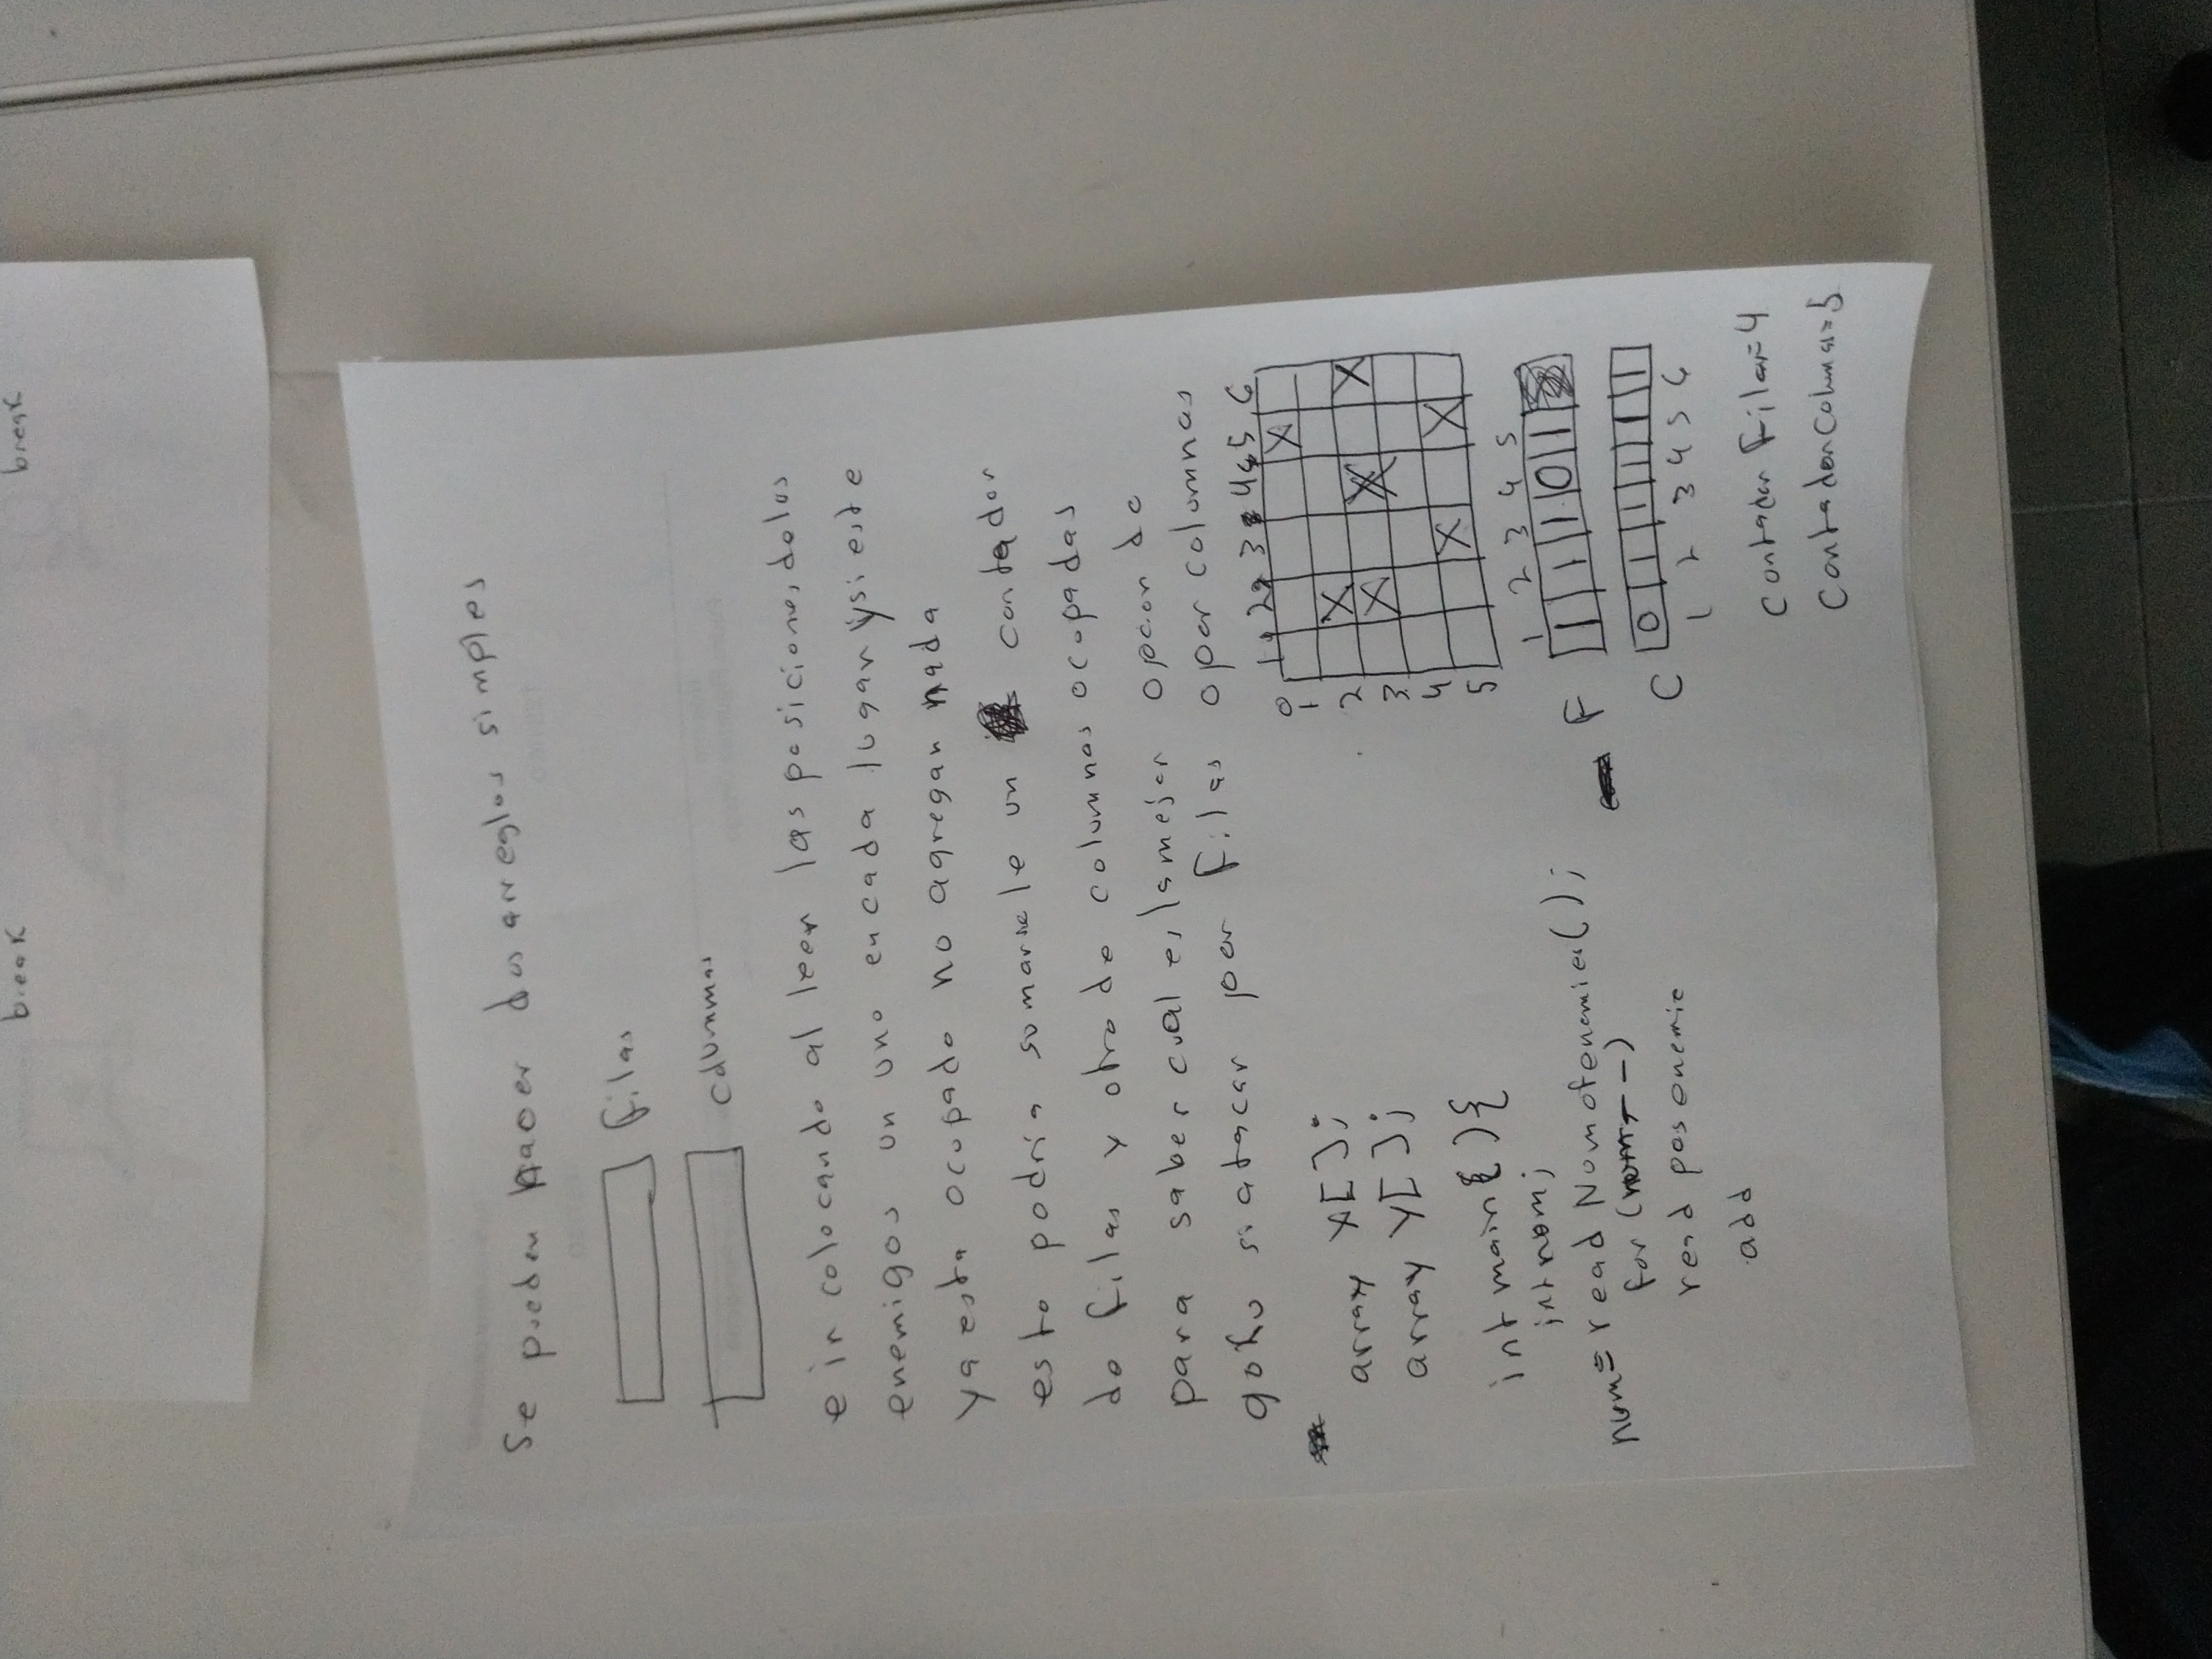 break break
Se pueden hacer dos arreglos simples
filas
columnas
e ir colocando al leer las posiciones de los
enemigos un uno en cada lugar y si este
ya esta ocupado no agregan nada
esto podria sumarsele un contador
de filas y otro de columnas ocupadas
para saber cual es la mejor opcion de
goku si atacar por filas o por columnas
array X[ ];
array Y[ ];
int main( ){
int num;
num= read Numofenemies( );
for (num--)
read pos enemie
add
1 2 3 4 5 6
0
1
2
3
4
5
1 2 3 4 5
F 1 1 1 0 1
C 0 1 1 1 1 1
1 2 3 4 5 6
Contador Filas=4
Contador Columnas=5